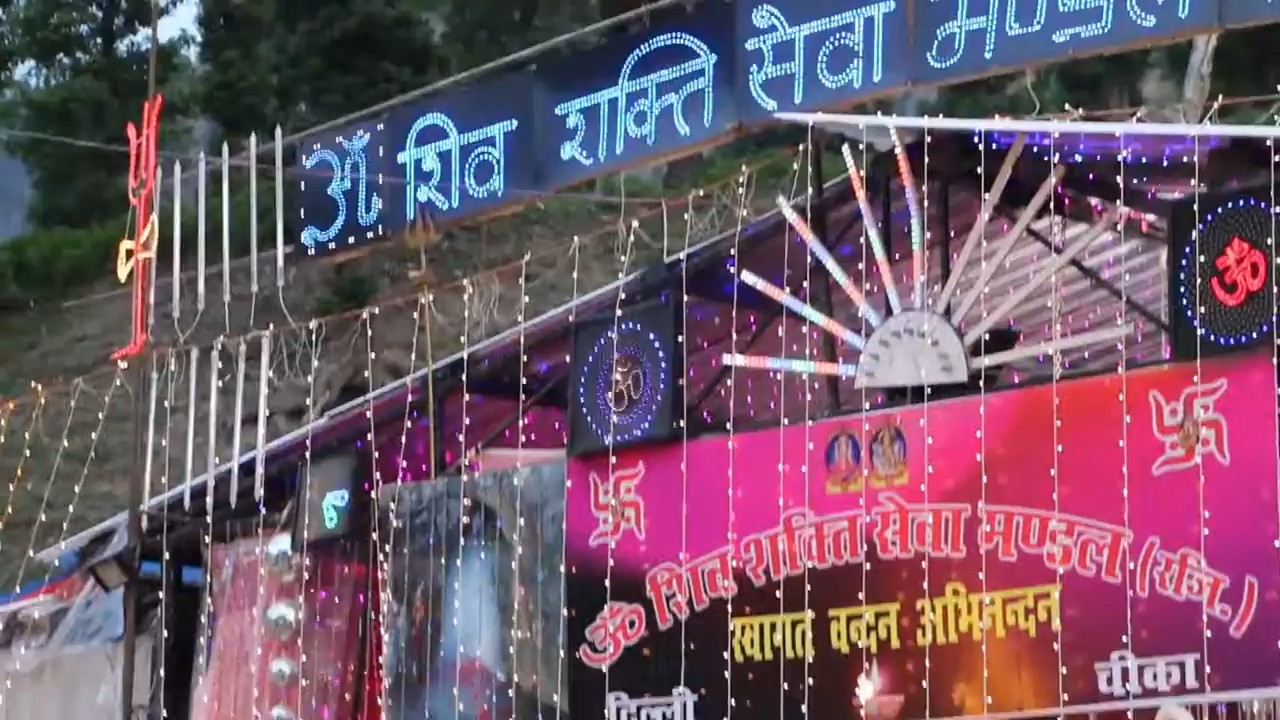 ॐ शिव शक्ति सेवा मण्डल
ॐ
ॐ
ॐ शिव शक्ति सेवा मण्डल (रजि.)
स्वागत वन्दन अभिनन्दन
दिल्ली
चीका